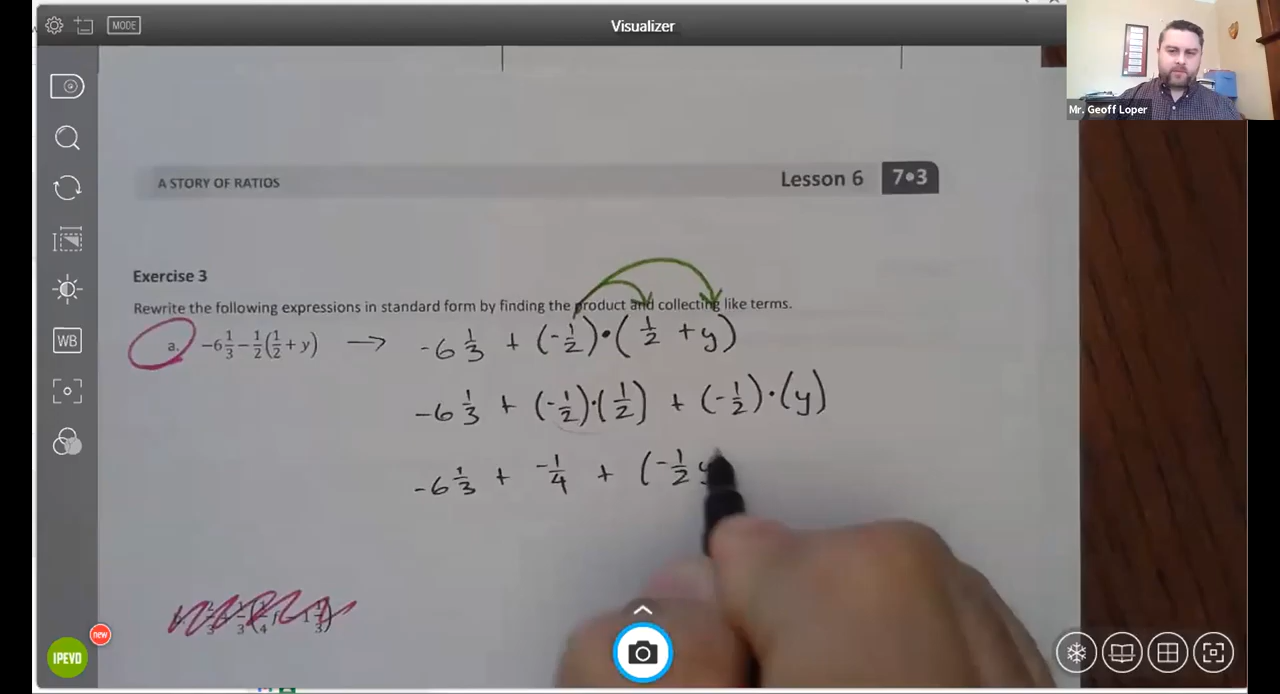 MODE
Visualizer
Mr. Geoff Loper
A STORY OF RATIOS
Lesson 6
7•3
Exercise 3
Rewrite the following expressions in standard form by finding the product and collecting like terms.
a. -6 1/3 - 1/2(1/2 + y) → -6 1/3 + (-1/2)•(1/2 + y)
-6 1/3 + (-1/2)·(1/2) + (-1/2)•(y)
-6 1/3 + -1/4 + (-1/2 y
WB
new
IPEVO